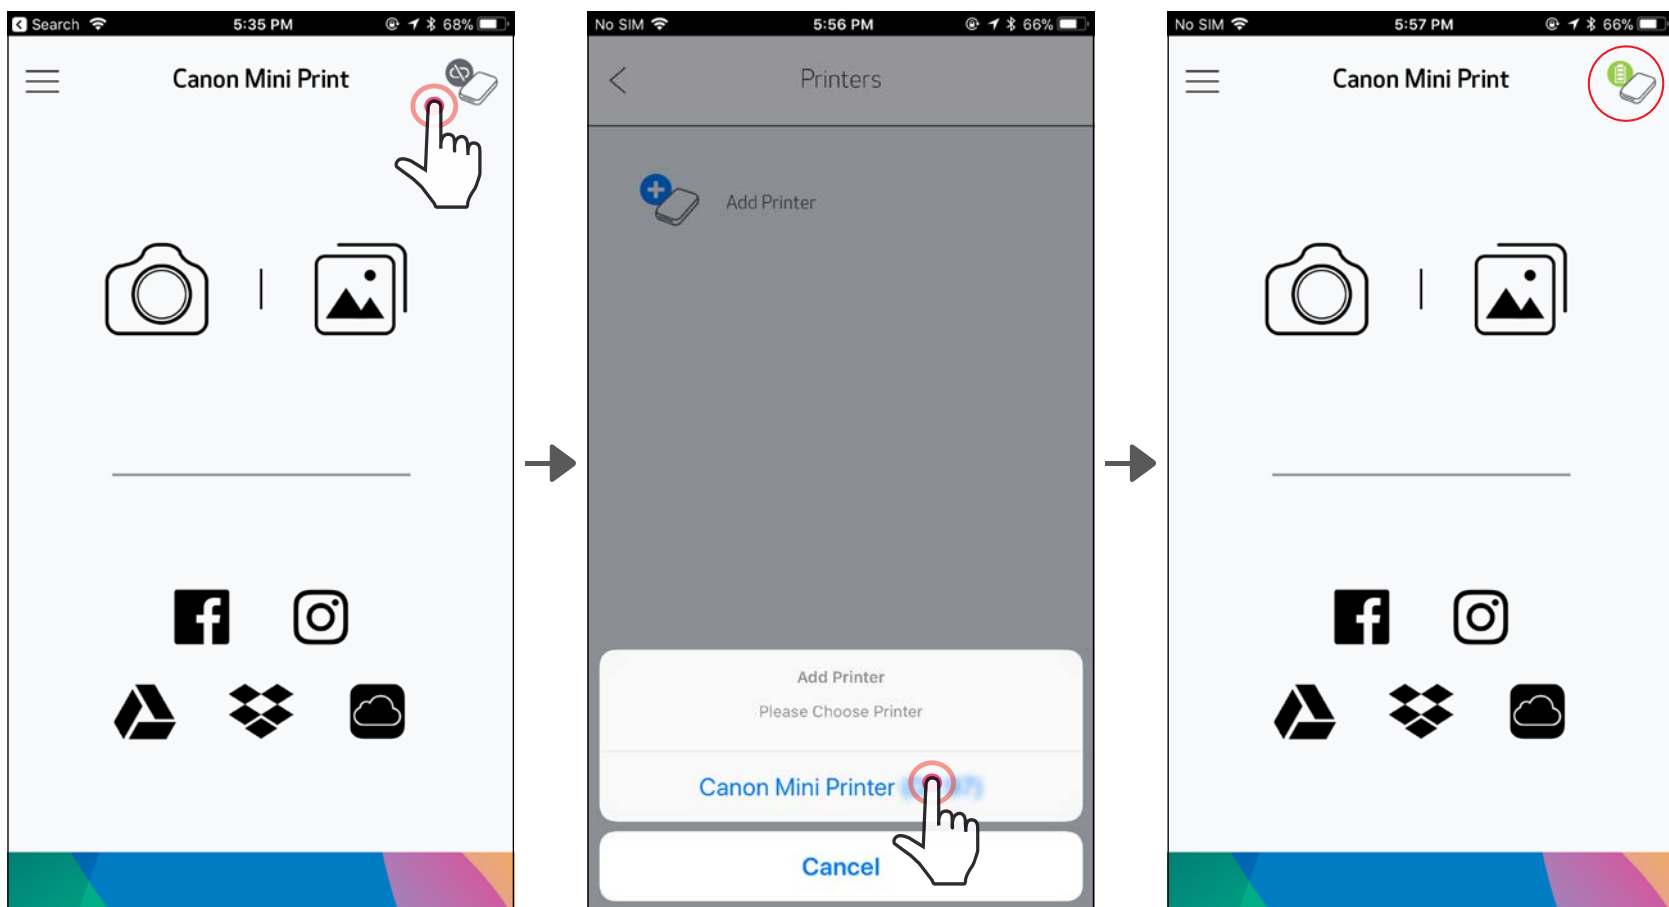 Search
5:35 PM
68%
Canon Mini Print
No SIM
5:56 PM
66%
Printers
Add Printer
Add Printer
Please Choose Printer
Canon Mini Printer
Cancel
No SIM
5:57 PM
66%
Canon Mini Print